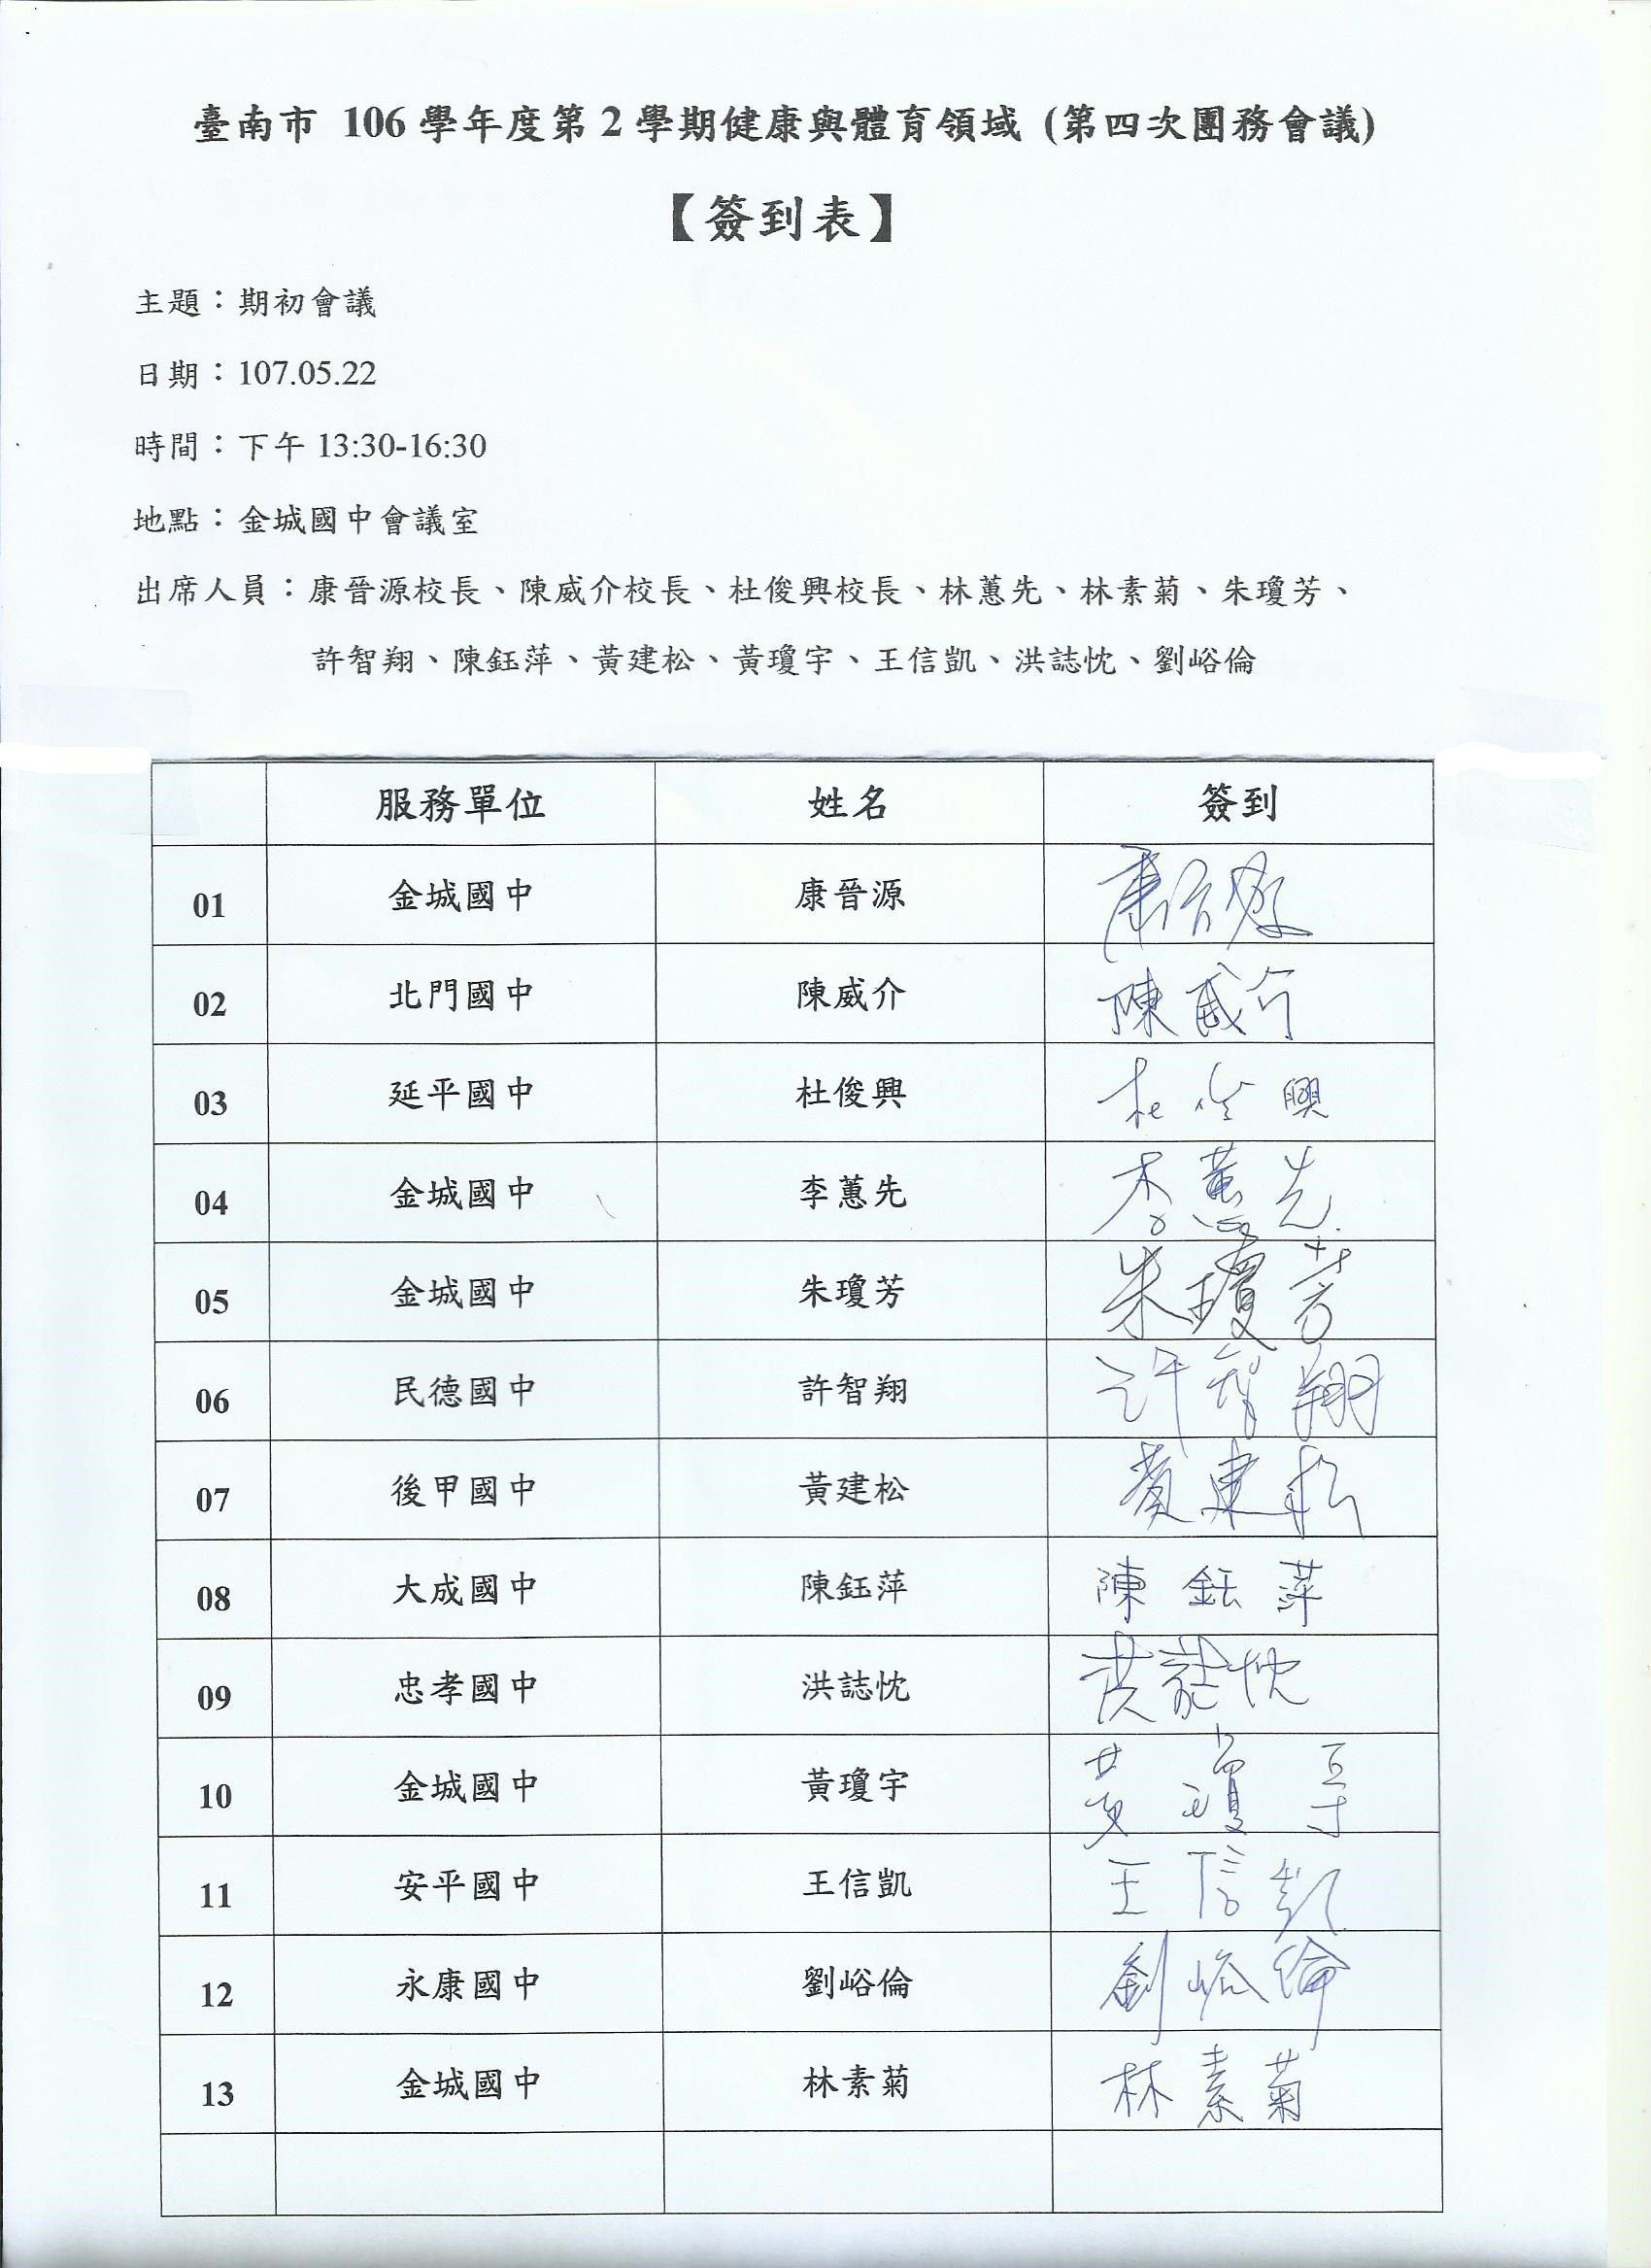 臺南市 106 學年度第 2 學期健康與體育領域 (第四次團務會議)
【簽到表】
主題：期初會議
日期：107.05.22
時間：下午 13:30-16:30
地點：金城國中會議室
出席人員：康晉源校長、陳威介校長、杜俊興校長、林蕙先、林素菊、朱瓊芳、
許智翔、陳鈺萍、黃建松、黃瓊宇、王信凱、洪誌忱、劉峪倫
服務單位 姓名 簽到
01 金城國中 康晉源 康晉源
02 北門國中 陳威介 陳威介
03 延平國中 杜俊興 杜俊興
04 金城國中 李蕙先 李蕙先
05 金城國中 朱瓊芳 朱瓊芳
06 民德國中 許智翔 許智翔
07 後甲國中 黃建松 黃建松
08 大成國中 陳鈺萍 陳鈺萍
09 忠孝國中 洪誌忱 洪誌忱
10 金城國中 黃瓊宇 黃瓊宇
11 安平國中 王信凱 王信凱
12 永康國中 劉峪倫 劉峪倫
13 金城國中 林素菊 林素菊